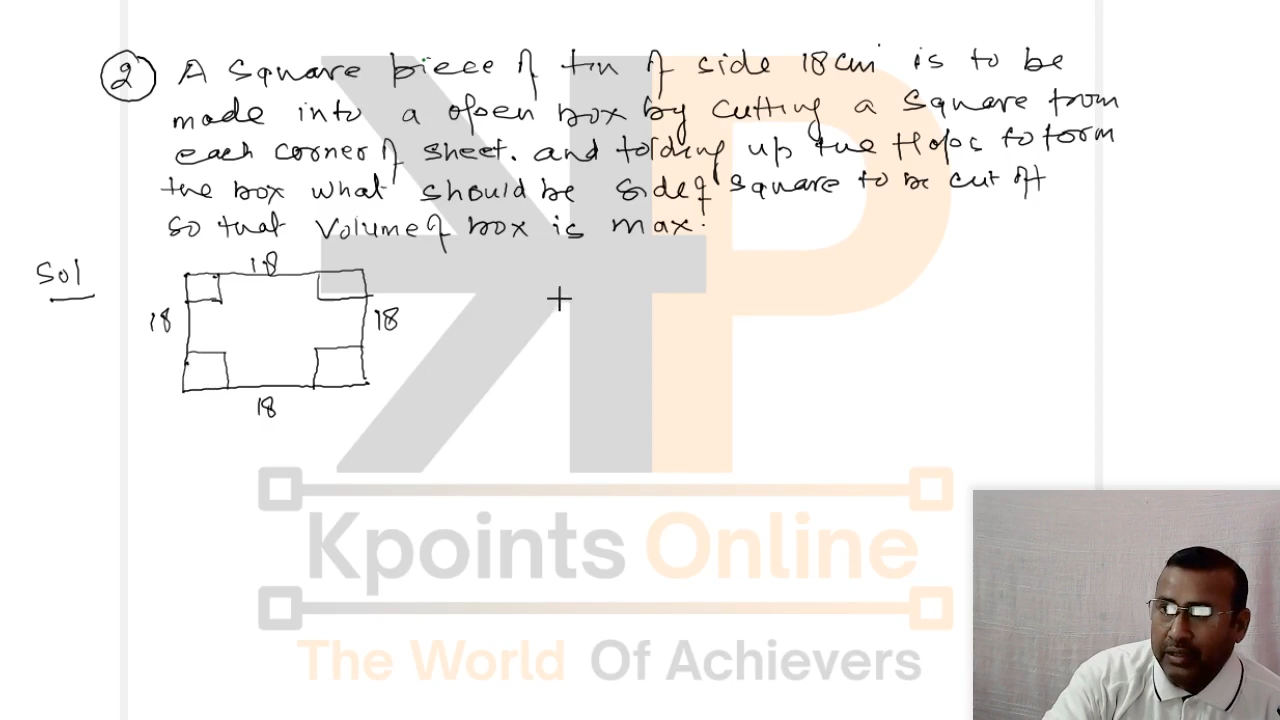 2 A square piece of tin of side 18cm is to be
made into a open box by cutting a square from
each corner of sheet. and folding up the flops to form
the box what should be side of square to be cut off
so that volume of box is max.
Sol
18
18
18
18
Kpoints Online
The World Of Achievers